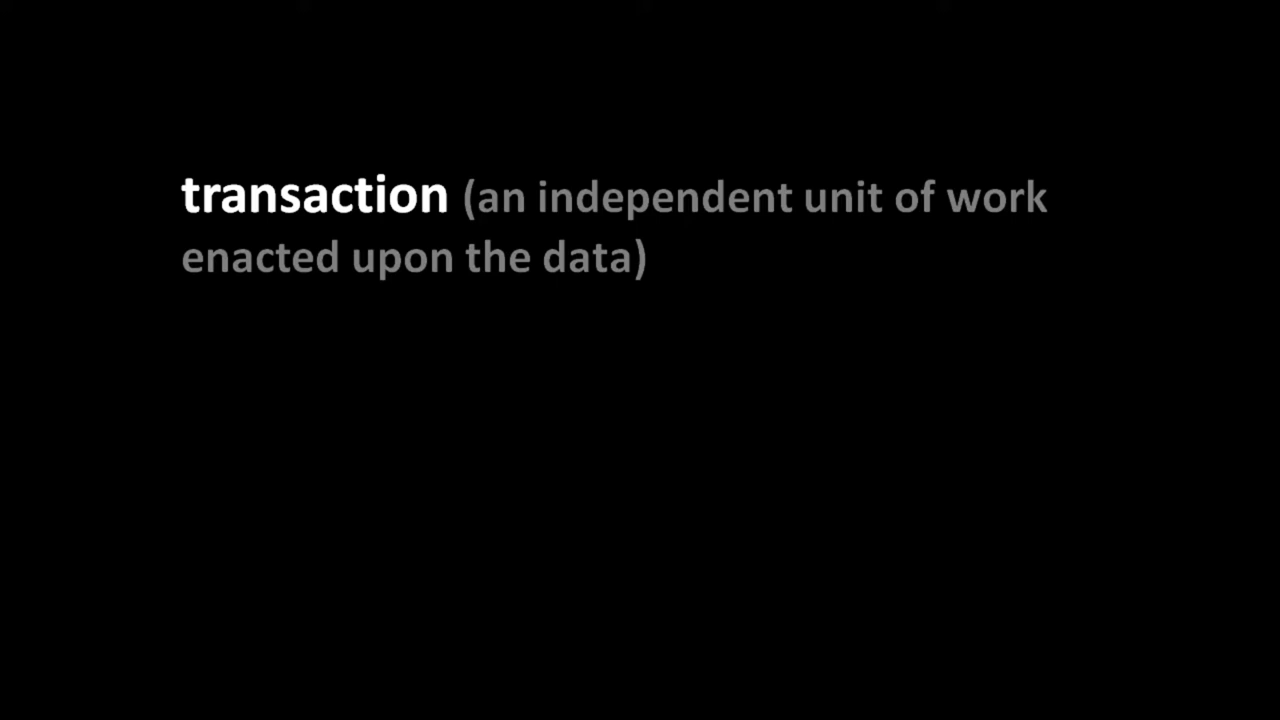 transaction (an independent unit of work
enacted upon the data)